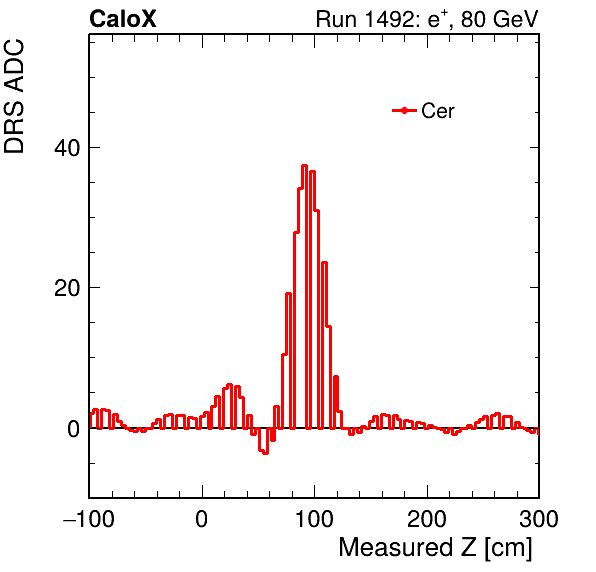 CaloX Run 1492: e⁺, 80 GeV
DRS ADC
Cer
40
20
0
−100 0 100 200 300
Measured Z [cm]